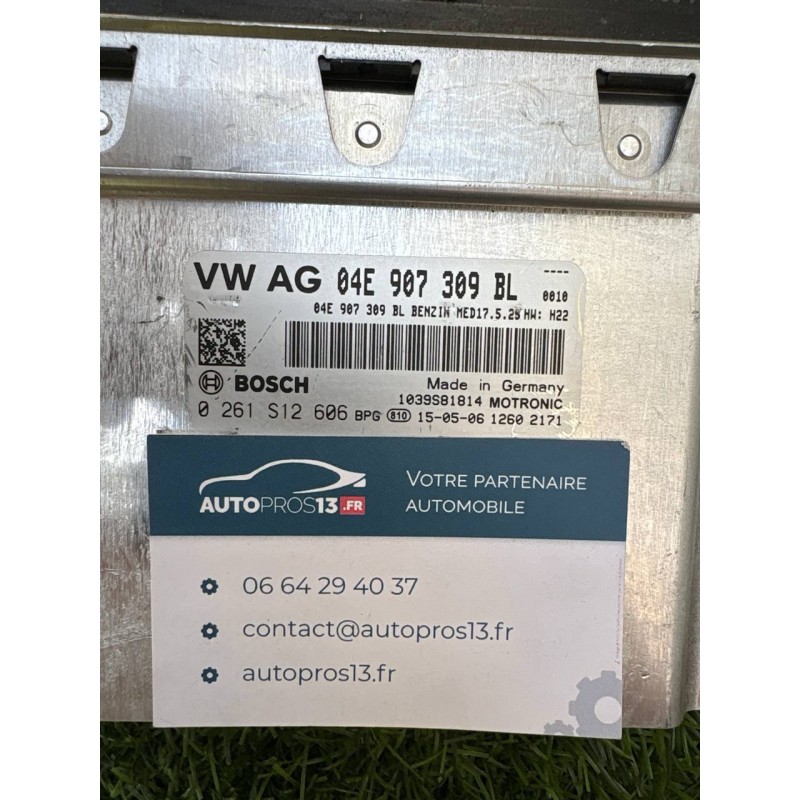 VW AG 04E 907 309 BL ----
0010
04E 907 309 BL BENZIN MED17.5.25 HW: H22
BOSCH
Made in Germany
1039S81814 MOTRONIC
0 261 S12 606 BPG 810 15-05-06 1260 2171
AUTOPROS13.FR
VOTRE PARTENAIRE
AUTOMOBILE
06 64 29 40 37
contact@autopros13.fr
autopros13.fr